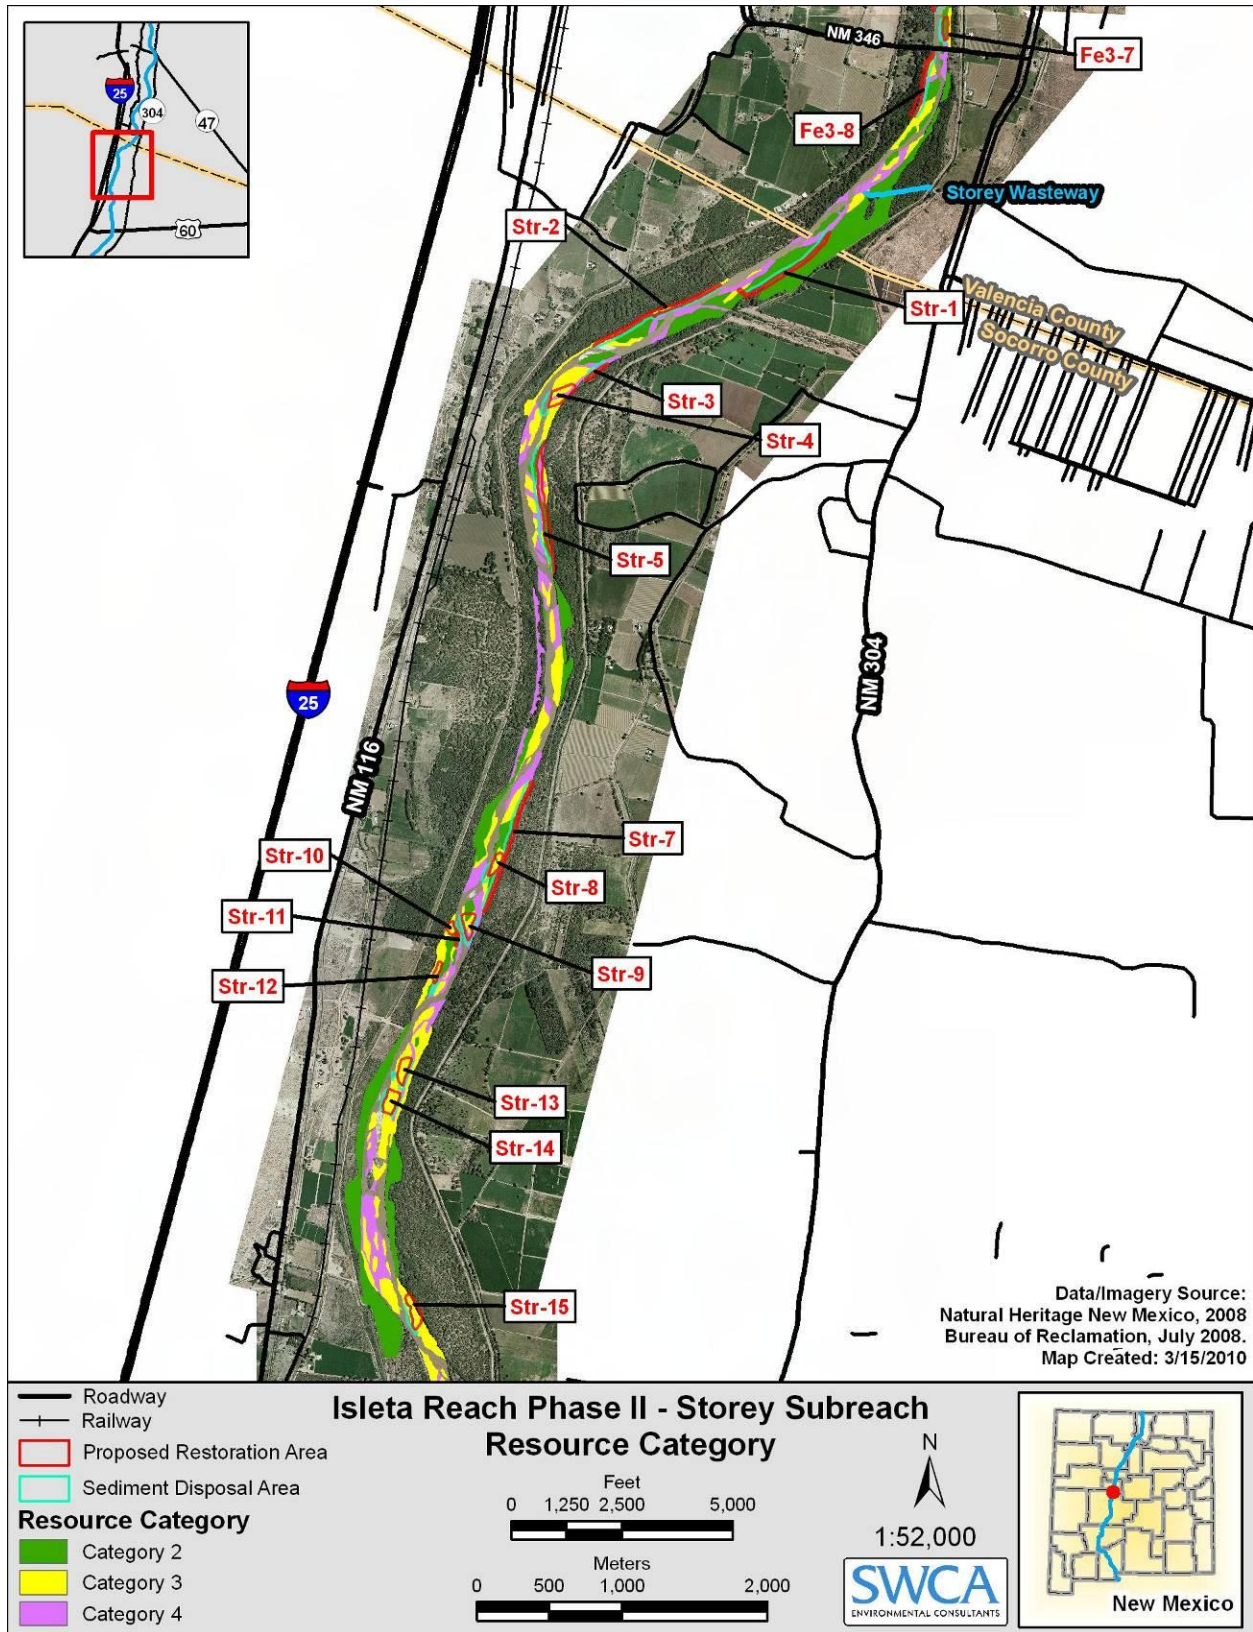 25
304
47
60
NM 346
Fe3-7
Fe3-8
Storey Wasteway
Str-2
Str-1
Valencia County
Socorro County
Str-3
Str-4
Str-5
NM 304
25
NM 116
Str-7
Str-10
Str-8
Str-11
Str-9
Str-12
Str-13
Str-14
Str-15
Data/Imagery Source:
Natural Heritage New Mexico, 2008
Bureau of Reclamation, July 2008.
Map Created: 3/15/2010
Roadway
Railway
Proposed Restoration Area
Sediment Disposal Area
Resource Category
Category 2
Category 3
Category 4
Isleta Reach Phase II - Storey Subreach
Resource Category
Feet
0 1,250 2,500 5,000
Meters
0 500 1,000 2,000
N
1:52,000
SWCA
ENVIRONMENTAL CONSULTANTS
New Mexico